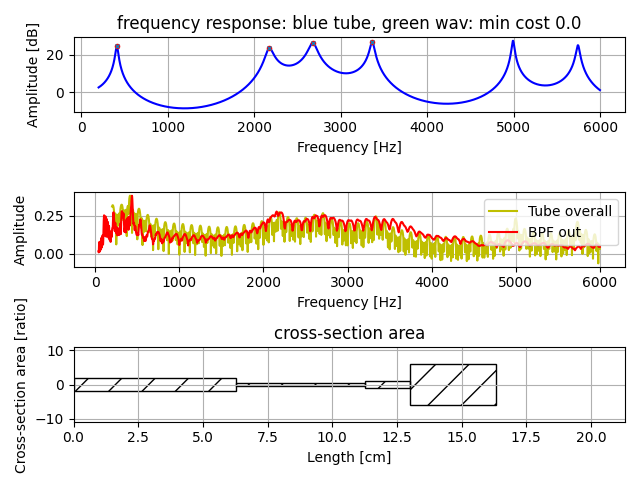 frequency response: blue tube, green wav: min cost 0.0
Amplitude [dB]
20
0
0 1000 2000 3000 4000 5000 6000
Frequency [Hz]
Amplitude
0.25
0.00
Tube overall
BPF out
0 1000 2000 3000 4000 5000 6000
Frequency [Hz]
cross-section area
Cross-section area [ratio]
10
0
−10
0.0 2.5 5.0 7.5 10.0 12.5 15.0 17.5 20.0
Length [cm]